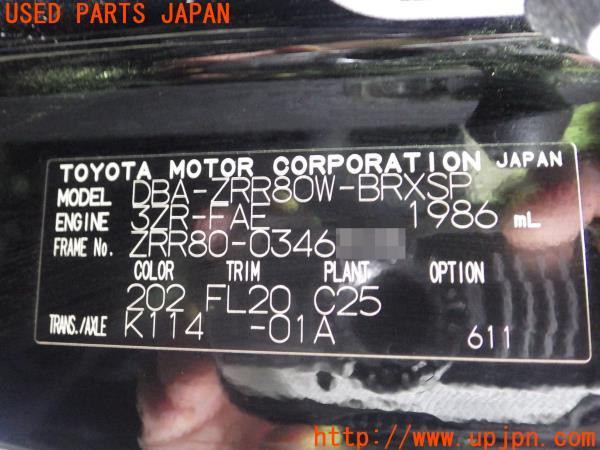 USED PARTS JAPAN
TOYOTA MOTOR CORPORATION JAPAN
MODEL DBA-ZRR80W-BRXSP
ENGINE 3ZR-FAE 1986 mL
FRAME No. ZRR80-0346
COLOR TRIM PLANT OPTION
202 FL20 C25
TRANS./AXLE K114 -01A 611
http://www.upjpn.com